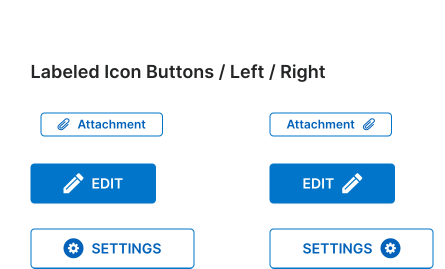 Labeled Icon Buttons / Left / Right
Attachment
Attachment
EDIT
EDIT
SETTINGS
SETTINGS